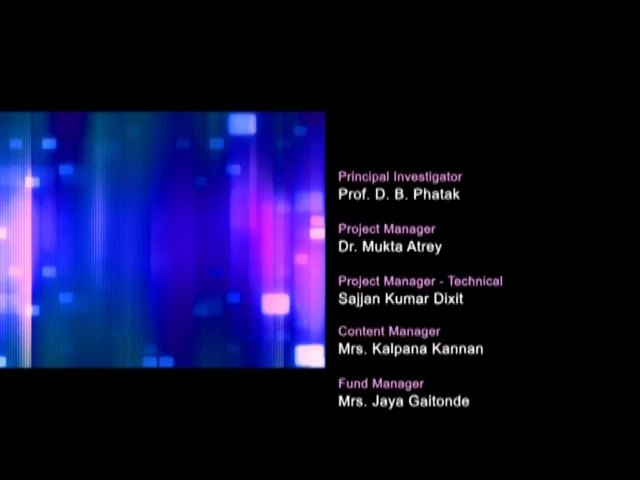 Principal Investigator
Prof. D. B. Phatak
Project Manager
Dr. Mukta Atrey
Project Manager - Technical
Sajjan Kumar Dixit
Content Manager
Mrs. Kalpana Kannan
Fund Manager
Mrs. Jaya Gaitonde